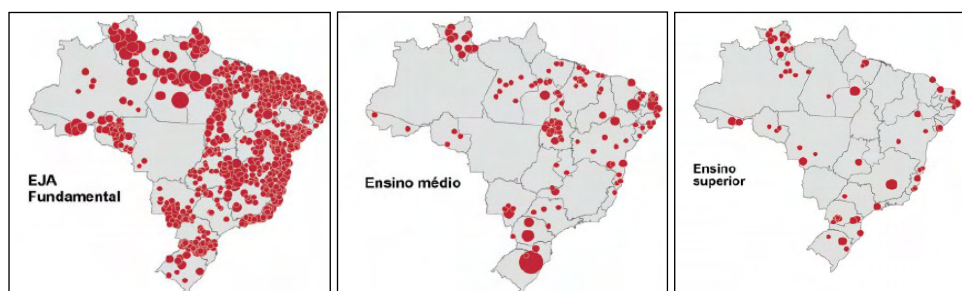 EJA
Fundamental
Ensino médio
Ensino
superior